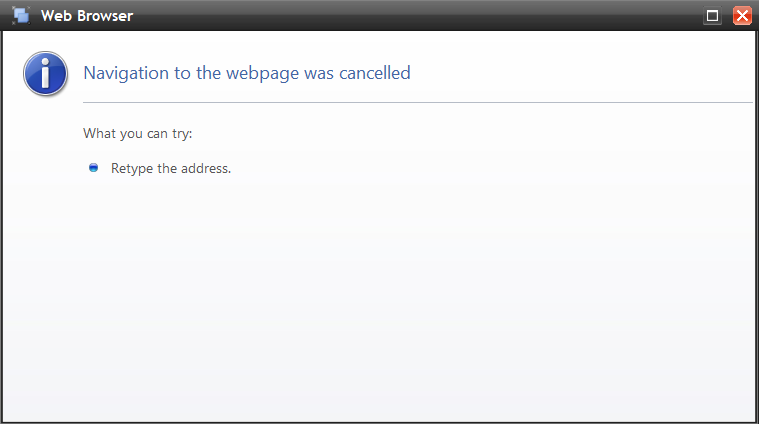 Web Browser
Navigation to the webpage was cancelled
What you can try:
Retype the address.